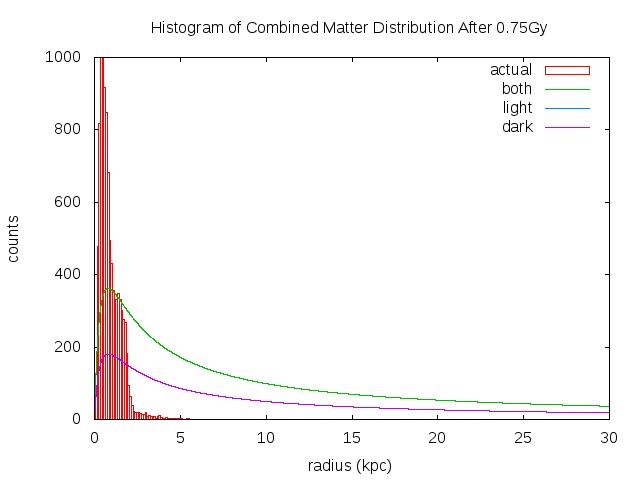 Histogram of Combined Matter Distribution After 0.75Gy
1000
800
600
400
200
0
counts
actual
both
light
dark
0 5 10 15 20 25 30
radius (kpc)